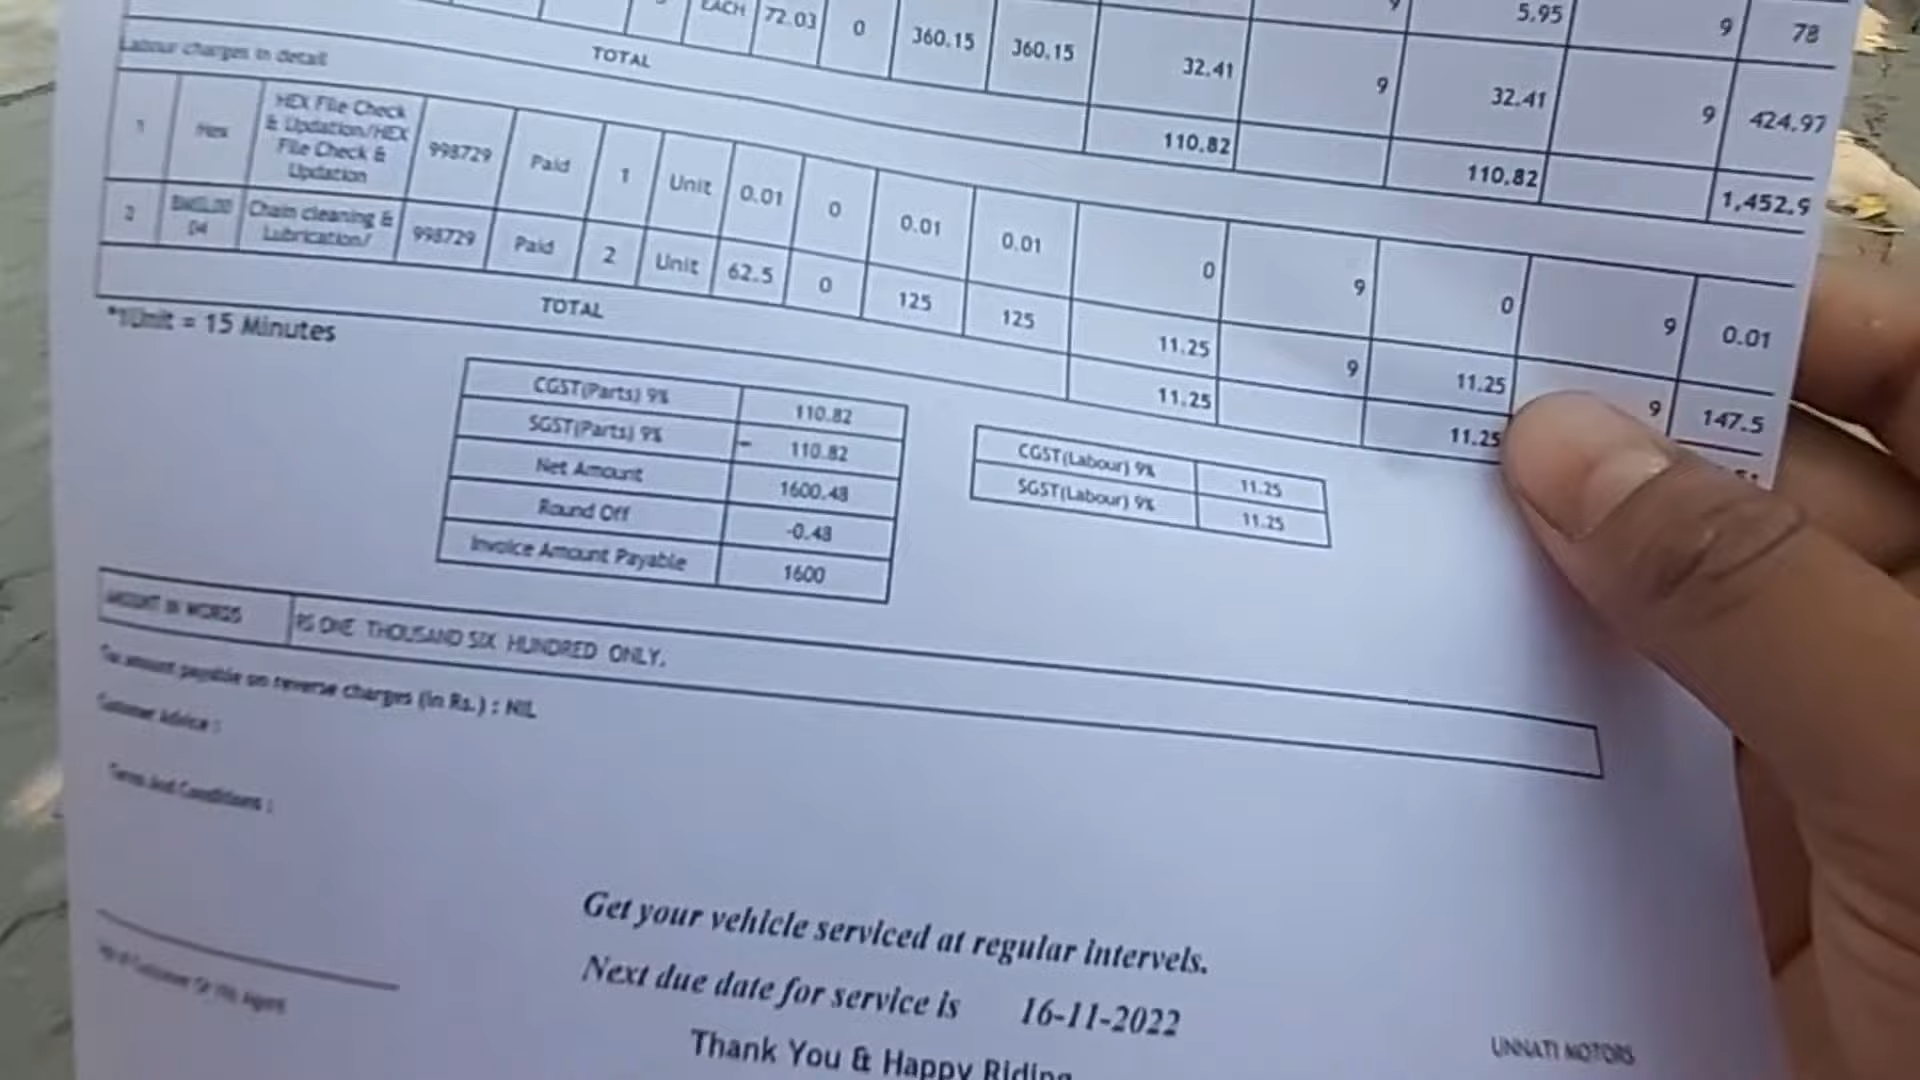 5.95 9 78
EACH 72.03 0 360.15 360.15 32.41 9 32.41 9 424.97
TOTAL 110.82 110.82 1,452.9
Labour charges in detail
1 Hex HEX File Check & Updation/HEX File Check & Updation 998729 Paid 1 Unit 0.01 0 0.01 0.01 0 9 0 9 0.01
2 Chain cleaning & Lubrication/ 998729 Paid 2 Unit 62.5 0 125 125 11.25 9 11.25 9 147.5
TOTAL 11.25 11.25
*1Unit = 15 Minutes
CGST(Parts) 9% 110.82
SGST(Parts) 9% 110.82
Net Amount 1600.48
Round Off -0.48
Invoice Amount Payable 1600
CGST(Labour) 9% 11.25
SGST(Labour) 9% 11.25
AMOUNT IN WORDS RS ONE THOUSAND SIX HUNDRED ONLY.
Tax amount payable on reverse charges (in Rs.) : NIL
Customer Advice :
Terms And Conditions :
Get your vehicle serviced at regular intervels.
Next due date for service is 16-11-2022
Thank You & Happy Riding
UNNATI MOTORS